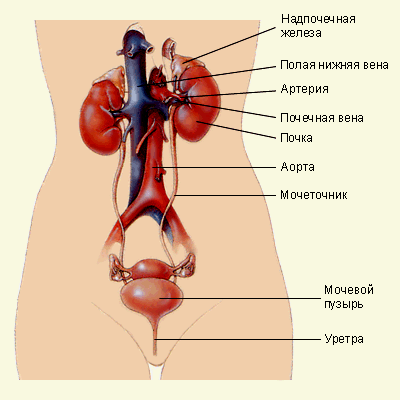 Надпочечная
железа
Полая нижняя вена
Артерия
Почечная вена
Почка
Аорта
Мочеточник
Мочевой
пузырь
Уретра